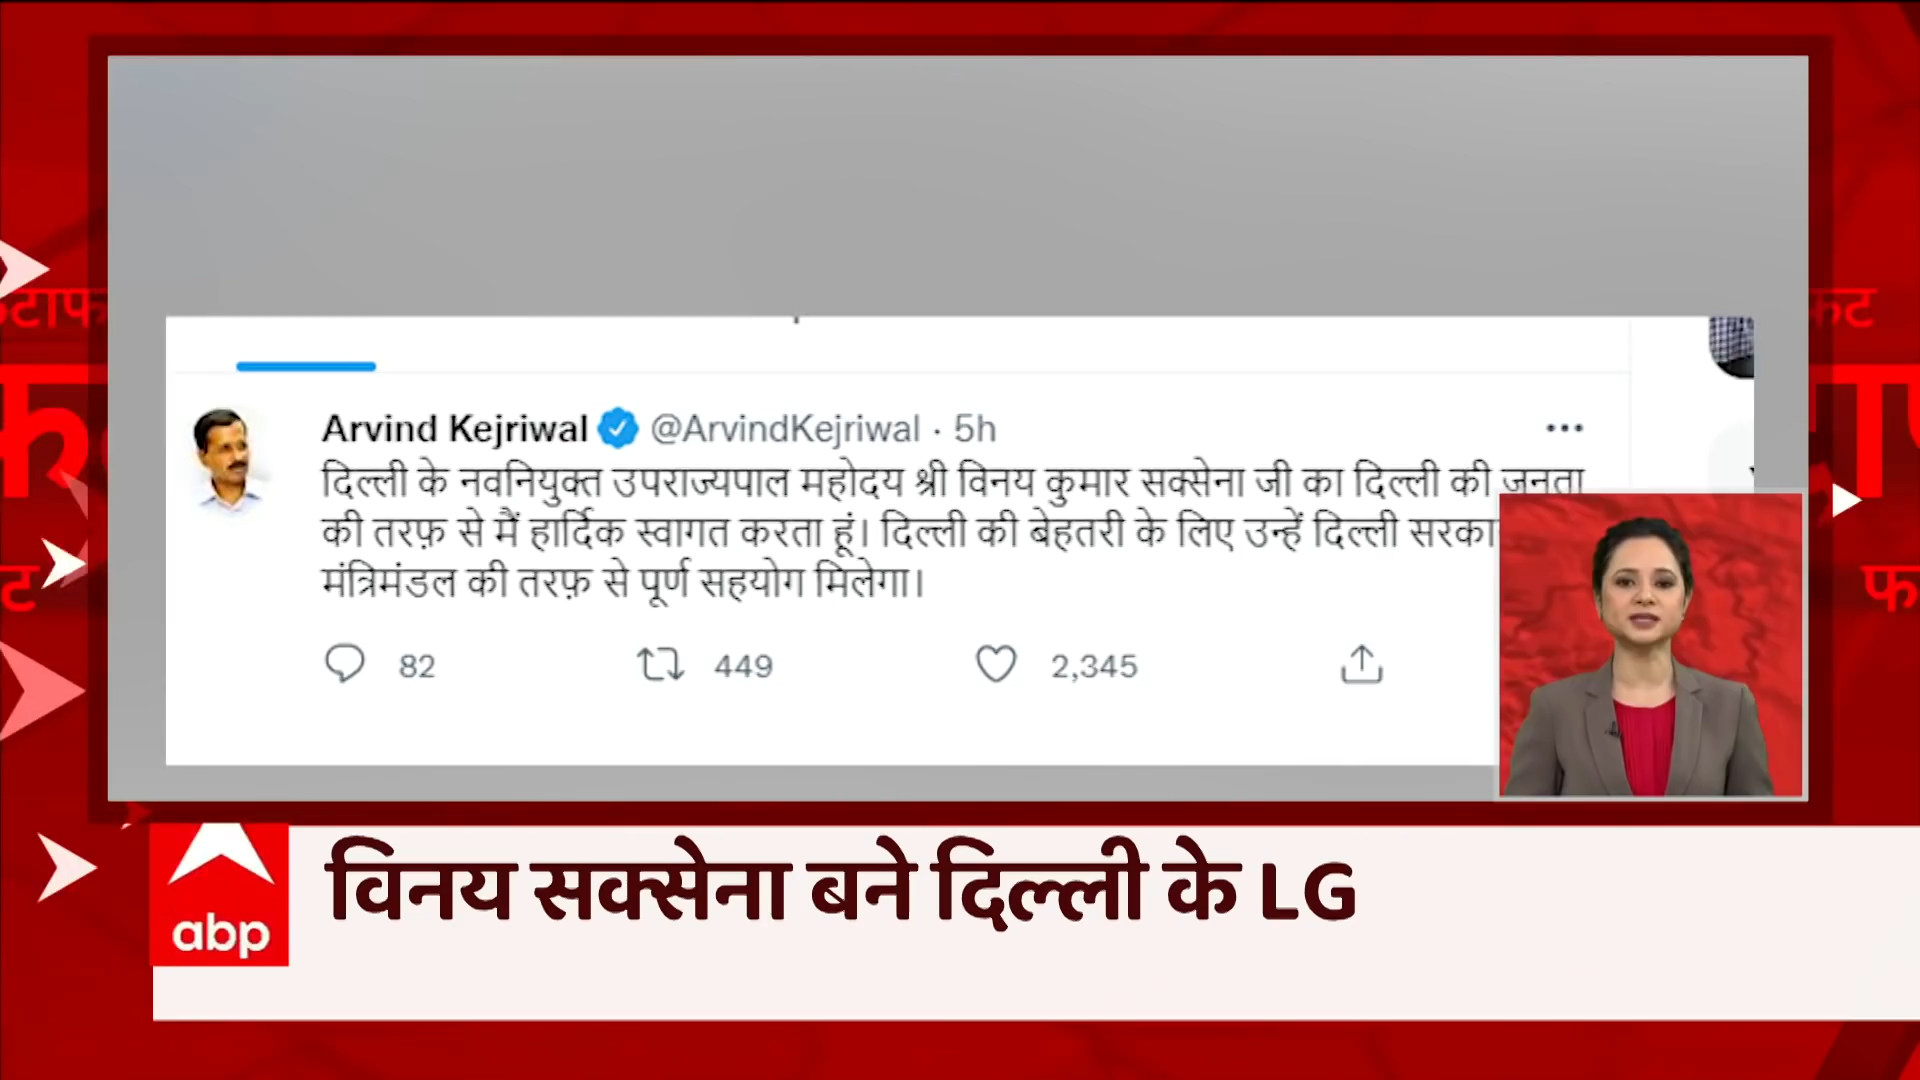 Arvind Kejriwal @ArvindKejriwal · 5h
दिल्ली के नवनियुक्त उपराज्यपाल महोदय श्री विनय कुमार सक्सेना जी का दिल्ली की जनता
की तरफ़ से मैं हार्दिक स्वागत करता हूं। दिल्ली की बेहतरी के लिए उन्हें दिल्ली
मंत्रिमंडल की तरफ़ से पूर्ण सहयोग मिलेगा।
82 449 2,345
abp
विनय सक्सेना बने दिल्ली के LG